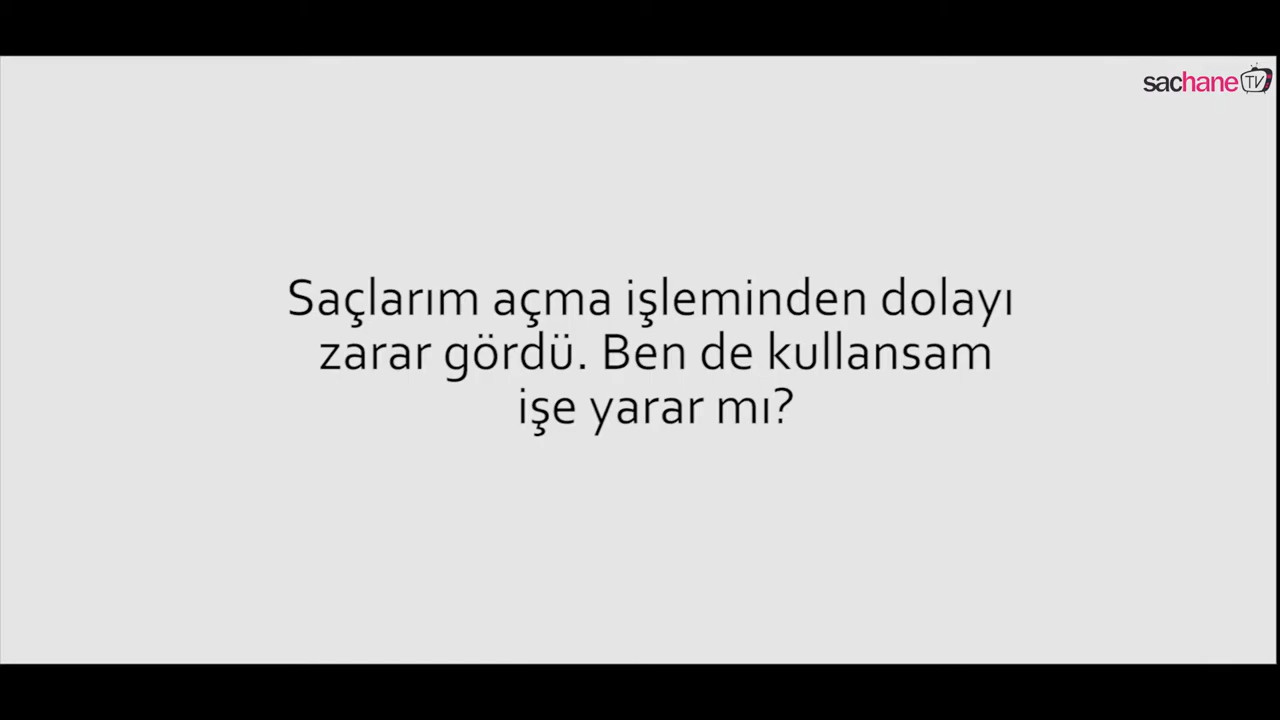 sachane TV
Saçlarım açma işleminden dolayı
zarar gördü. Ben de kullansam
işe yarar mı?